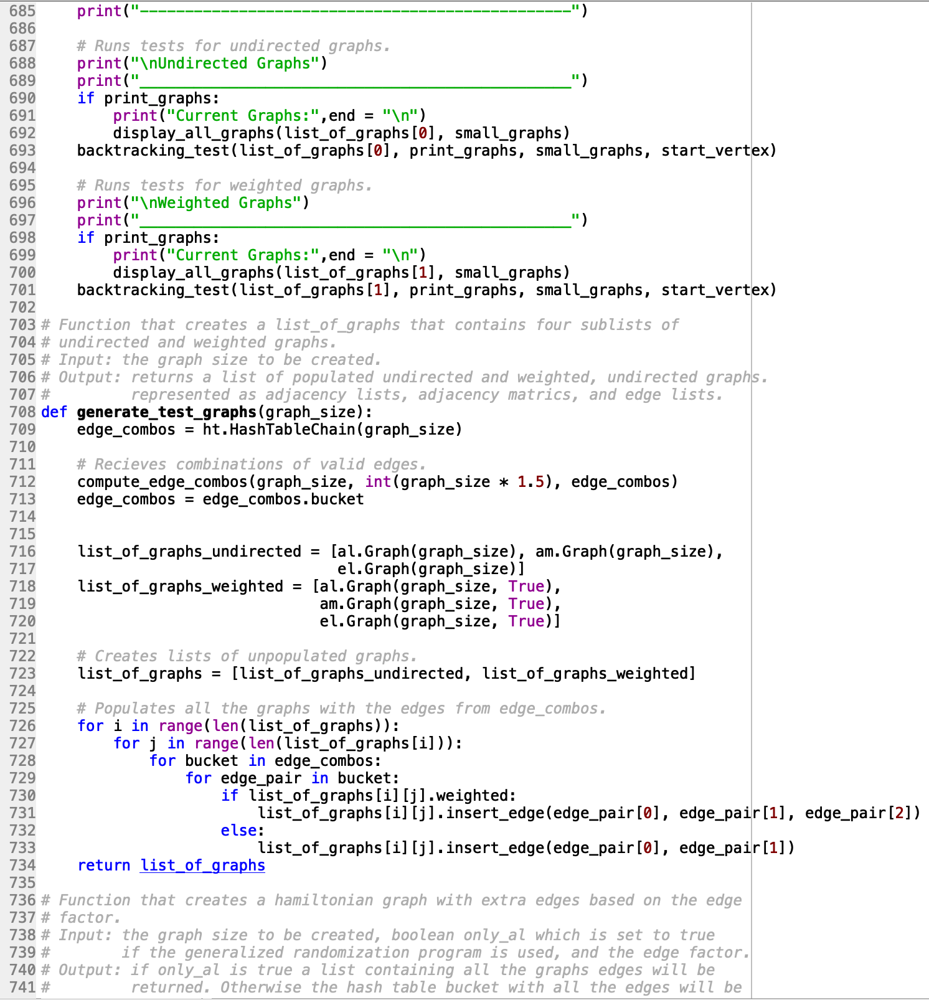 685 print("------------------------------------------------")
686
687 # Runs tests for undirected graphs.
688 print("\nUndirected Graphs")
689 print("________________________________________________")
690 if print_graphs:
691 print("Current Graphs:",end = "\n")
692 display_all_graphs(list_of_graphs[0], small_graphs)
693 backtracking_test(list_of_graphs[0], print_graphs, small_graphs, start_vertex)
694
695 # Runs tests for weighted graphs.
696 print("\nWeighted Graphs")
697 print("________________________________________________")
698 if print_graphs:
699 print("Current Graphs:",end = "\n")
700 display_all_graphs(list_of_graphs[1], small_graphs)
701 backtracking_test(list_of_graphs[1], print_graphs, small_graphs, start_vertex)
702
703 # Function that creates a list_of_graphs that contains four sublists of
704 # undirected and weighted graphs.
705 # Input: the graph size to be created.
706 # Output: returns a list of populated undirected and weighted, undirected graphs.
707 # represented as adjacency lists, adjacency matrics, and edge lists.
708 def generate_test_graphs(graph_size):
709 edge_combos = ht.HashTableChain(graph_size)
710
711 # Recieves combinations of valid edges.
712 compute_edge_combos(graph_size, int(graph_size * 1.5), edge_combos)
713 edge_combos = edge_combos.bucket
714
715
716 list_of_graphs_undirected = [al.Graph(graph_size), am.Graph(graph_size),
717 el.Graph(graph_size)]
718 list_of_graphs_weighted = [al.Graph(graph_size, True),
719 am.Graph(graph_size, True),
720 el.Graph(graph_size, True)]
721
722 # Creates lists of unpopulated graphs.
723 list_of_graphs = [list_of_graphs_undirected, list_of_graphs_weighted]
724
725 # Populates all the graphs with the edges from edge_combos.
726 for i in range(len(list_of_graphs)):
727 for j in range(len(list_of_graphs[i])):
728 for bucket in edge_combos:
729 for edge_pair in bucket:
730 if list_of_graphs[i][j].weighted:
731 list_of_graphs[i][j].insert_edge(edge_pair[0], edge_pair[1], edge_pair[2])
732 else:
733 list_of_graphs[i][j].insert_edge(edge_pair[0], edge_pair[1])
734 return list_of_graphs
735
736 # Function that creates a hamiltonian graph with extra edges based on the edge
737 # factor.
738 # Input: the graph size to be created, boolean only_al which is set to true
739 # if the generalized randomization program is used, and the edge factor.
740 # Output: if only_al is true a list containing all the graphs edges will be
741 # returned. Otherwise the hash table bucket with all the edges will be